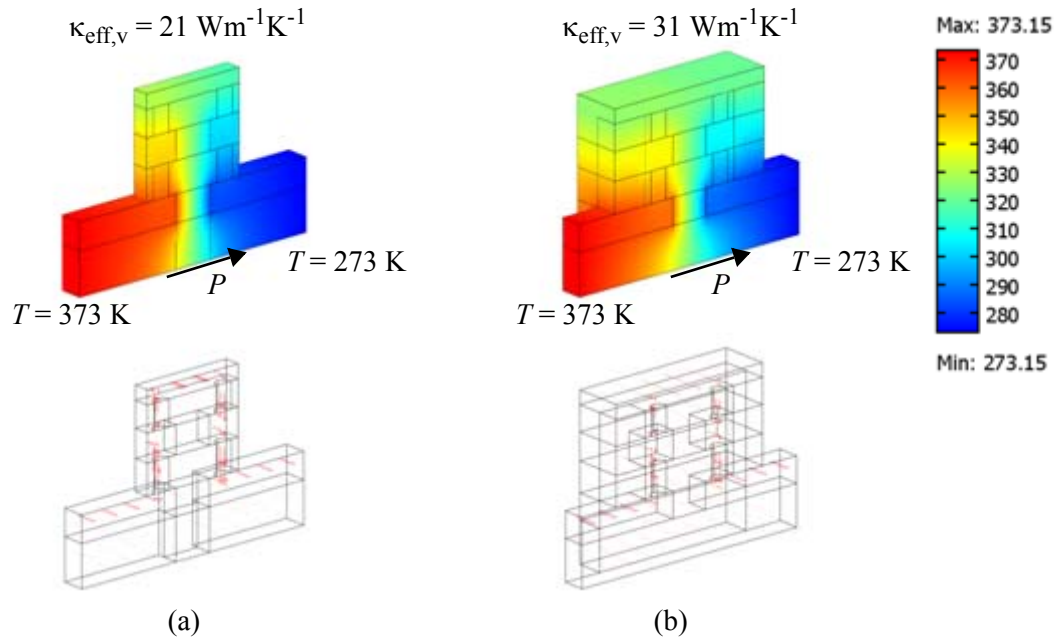 κeff,v = 21 Wm-1K-1
κeff,v = 31 Wm-1K-1
Max: 373.15
370
360
350
340
330
320
310
300
290
280
Min: 273.15
T = 273 K
P
T = 373 K
T = 273 K
P
T = 373 K
(a)
(b)